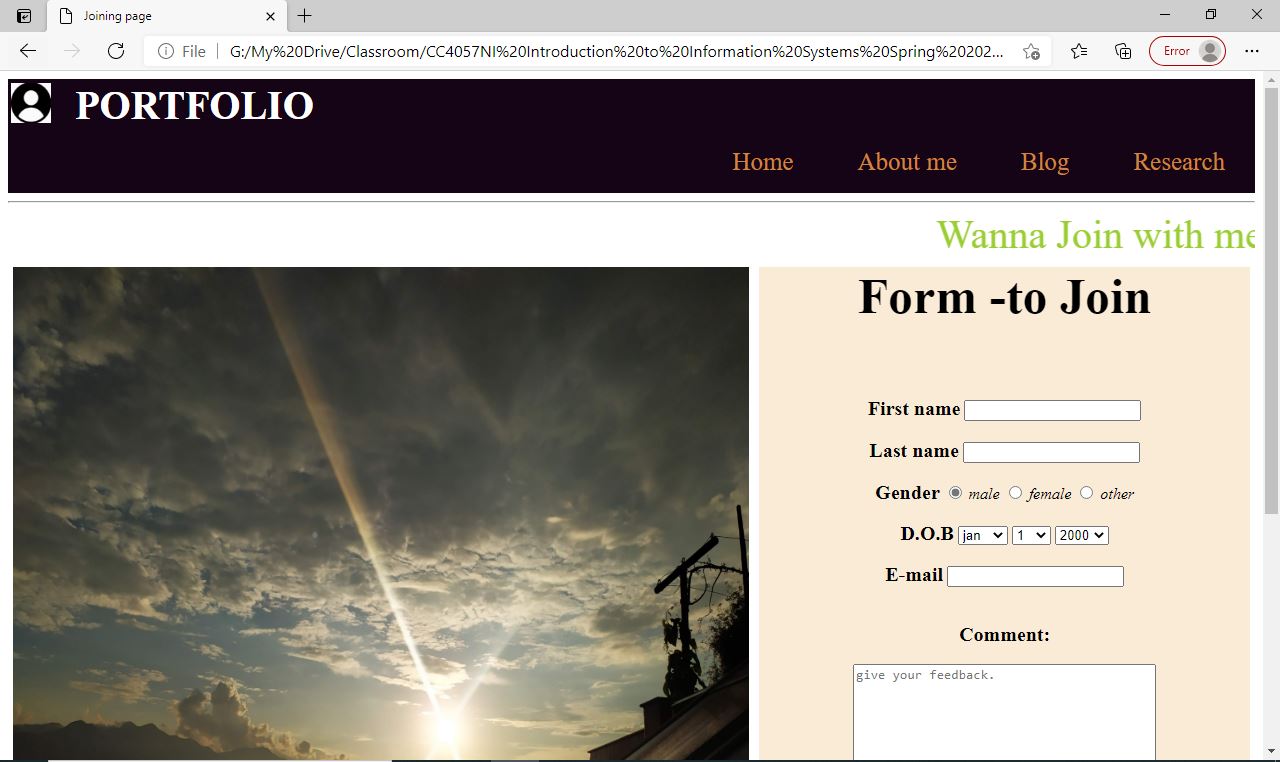 Joining page
File
G:/My%20Drive/Classroom/CC4057NI%20Introduction%20to%20Information%20Systems%20Spring%20202...
Error
PORTFOLIO
Home About me Blog Research
Wanna Join with me
Form -to Join
First name
Last name
Gender male female other
D.O.B jan 1 2000
E-mail
Comment:
give your feedback.